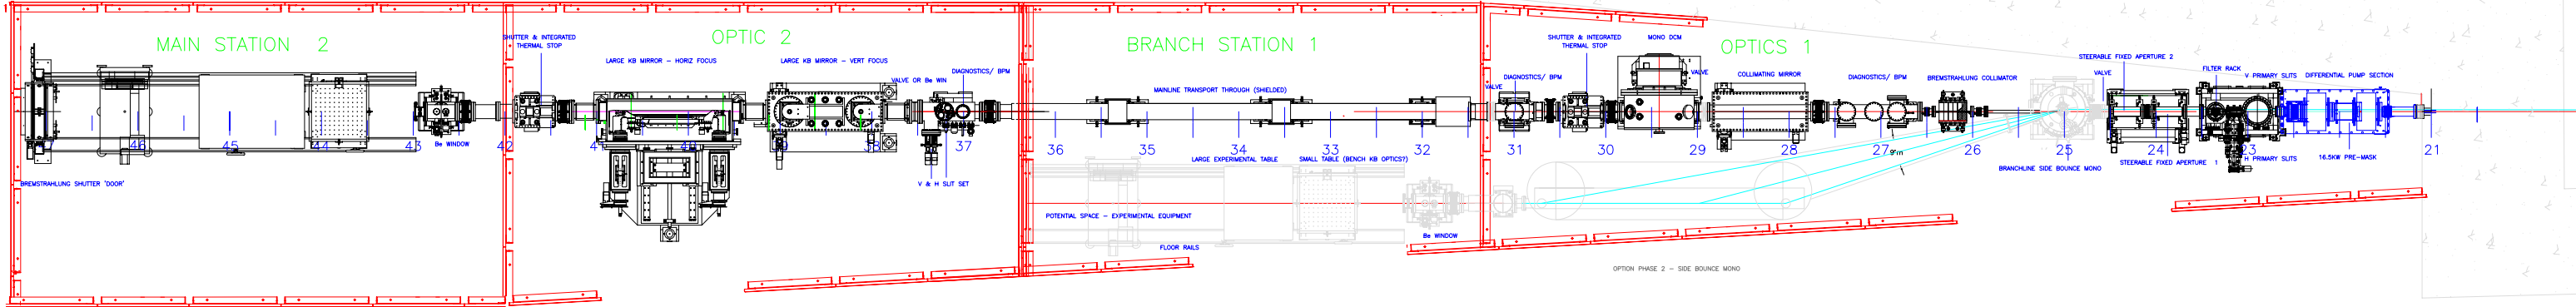 MAIN STATION 2
OPTIC 2
BRANCH STATION 1
OPTICS 1
SHUTTER & INTEGRATED
THERMAL STOP
LARGE KB MIRROR - HORIZ FOCUS
LARGE KB MIRROR - VERT FOCUS
DIAGNOSTICS/ BPM
VALVE OR Be WIN
MAINLINE TRANSPORT THROUGH (SHIELDED)
DIAGNOSTICS/ BPM
VALVE
SHUTTER & INTEGRATED
THERMAL STOP
MONO DCM
VALVE
COLLIMATING MIRROR
DIAGNOSTICS/ BPM
BREMSTRAHLUNG COLLIMATOR
STEERABLE FIXED APERTURE 2
VALVE
FILTER RACK
V PRIMARY SLITS
DIFFERENTIAL PUMP SECTION
46
45
44
43
Be WINDOW
42
41
40
39
38
37
36
35
34
33
32
31
30
29
28
27
26
25
24
23
21
9°m
BREMSTRAHLUNG SHUTTER 'DOOR'
V & H SLIT SET
LARGE EXPERIMENTAL TABLE
SMALL TABLE (BENCH KB OPTICS?)
BRANCHLINE SIDE BOUNCE MONO
STEERABLE FIXED APERTURE 1
H PRIMARY SLITS
16.5KW PRE-MASK
POTENTIAL SPACE - EXPERIMENTAL EQUIPMENT
FLOOR RAILS
Be WINDOW
OPTION PHASE 2 - SIDE BOUNCE MONO